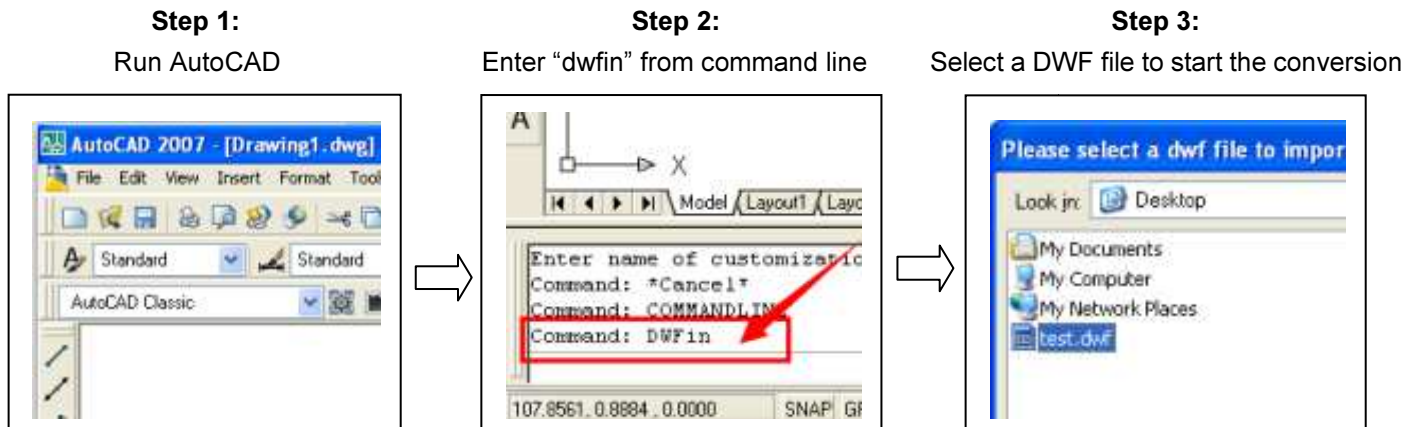 Step 1:
Run AutoCAD
AutoCAD 2007 - [Drawing1.dwg]
File Edit View Insert Format
Standard Standard
AutoCAD Classic
Step 2:
Enter “dwfin” from command line
A
X
Model Layout1
Enter name of
Command: *Cancel*
Command:
Command: DWFin
107.8561, 0.8884 , 0.0000 SNAP
Step 3:
Select a DWF file to start the conversion
Please select a dwf file to
Look in: Desktop
My Documents
My Computer
My Network Places
test.dwf